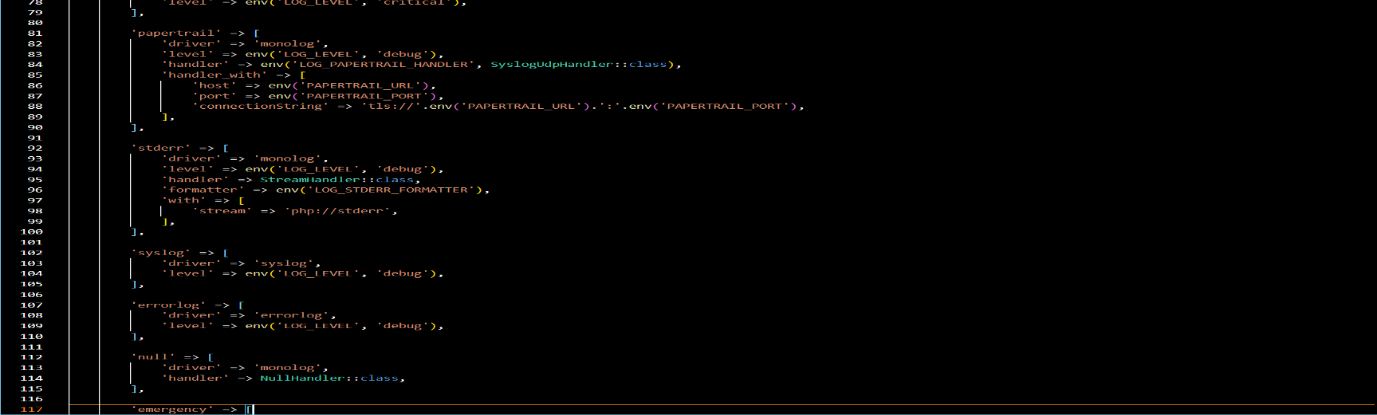 78 'level' => env('LOG_LEVEL', 'critical'),
79 ],
80
81 'papertrail' => [
82 'driver' => 'monolog',
83 'level' => env('LOG_LEVEL', 'debug'),
84 'handler' => env('LOG_PAPERTRAIL_HANDLER', SyslogUdpHandler::class),
85 'handler_with' => [
86 'host' => env('PAPERTRAIL_URL'),
87 'port' => env('PAPERTRAIL_PORT'),
88 'connectionString' => 'tls://'.env('PAPERTRAIL_URL').':'.env('PAPERTRAIL_PORT'),
89 ],
90 ],
91
92 'stderr' => [
93 'driver' => 'monolog',
94 'level' => env('LOG_LEVEL', 'debug'),
95 'handler' => StreamHandler::class,
96 'formatter' => env('LOG_STDERR_FORMATTER'),
97 'with' => [
98 'stream' => 'php://stderr',
99 ],
100 ],
101
102 'syslog' => [
103 'driver' => 'syslog',
104 'level' => env('LOG_LEVEL', 'debug'),
105 ],
106
107 'errorlog' => [
108 'driver' => 'errorlog',
109 'level' => env('LOG_LEVEL', 'debug'),
110 ],
111
112 'null' => [
113 'driver' => 'monolog',
114 'handler' => NullHandler::class,
115 ],
116
117 'emergency' => [